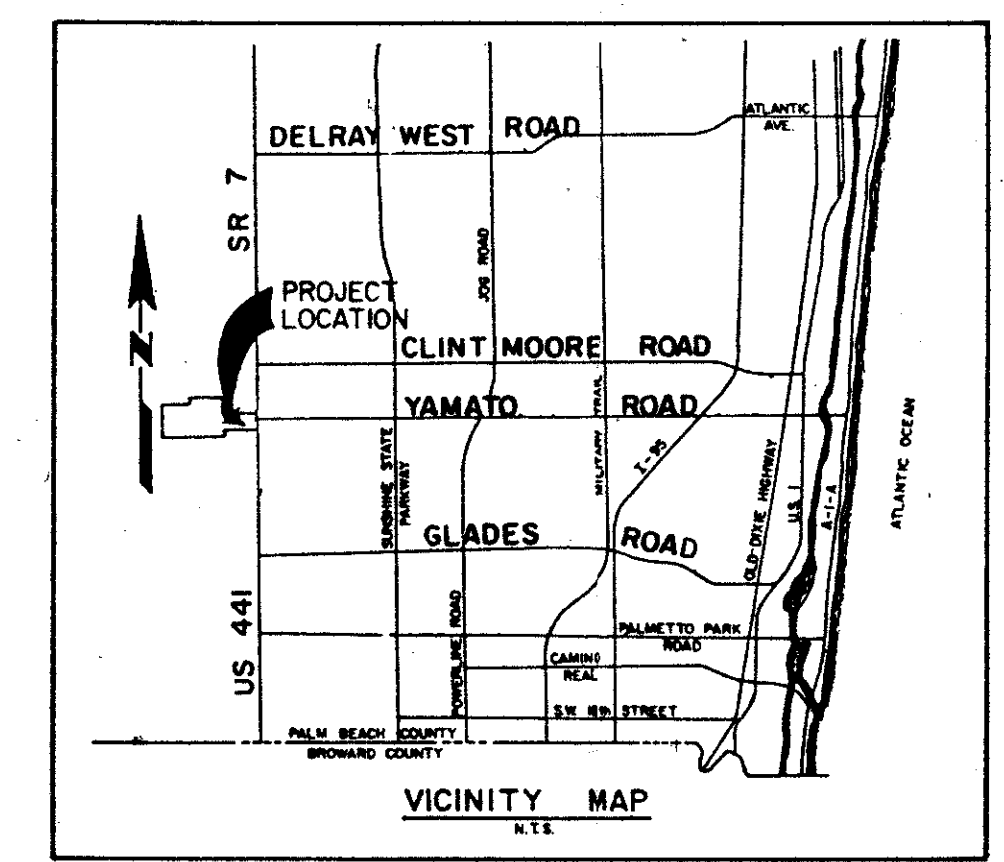 ATLANTIC
AVE.
DELRAY WEST ROAD
SR 7
JOG ROAD
PROJECT
LOCATION
N
CLINT MOORE ROAD
YAMATO ROAD
MILITARY TRAIL
I-95
SUNSHINE STATE
PARKWAY
GLADES ROAD
OLD DIXIE HIGHWAY
U.S. 1
A-1-A
ATLANTIC OCEAN
US 441
POWERLINE ROAD
PALMETTO PARK
ROAD
CAMINO
REAL
S.W. 18th STREET
PALM BEACH COUNTY
BROWARD COUNTY
VICINITY MAP
N.T.S.